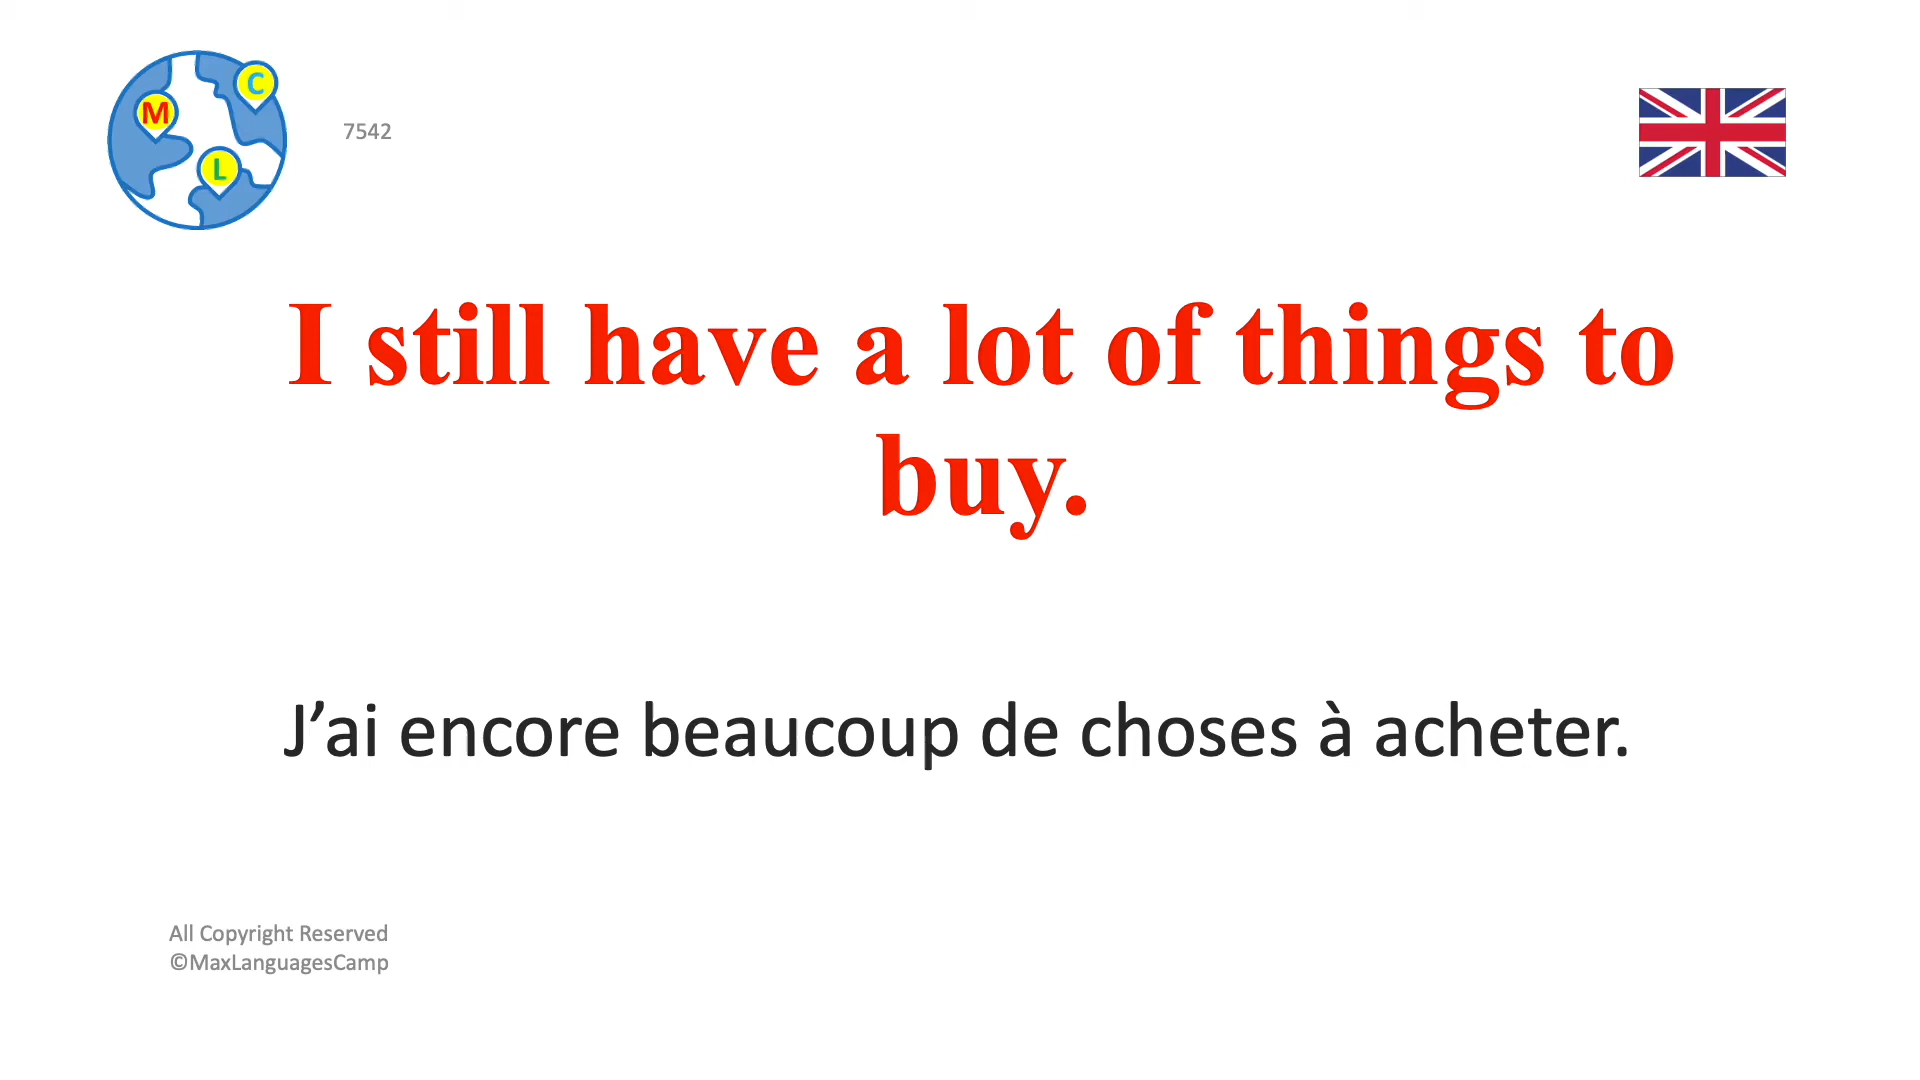 M
C
L
7542
I still have a lot of things to
buy.
J’ai encore beaucoup de choses à acheter.
All Copyright Reserved
©MaxLanguagesCamp